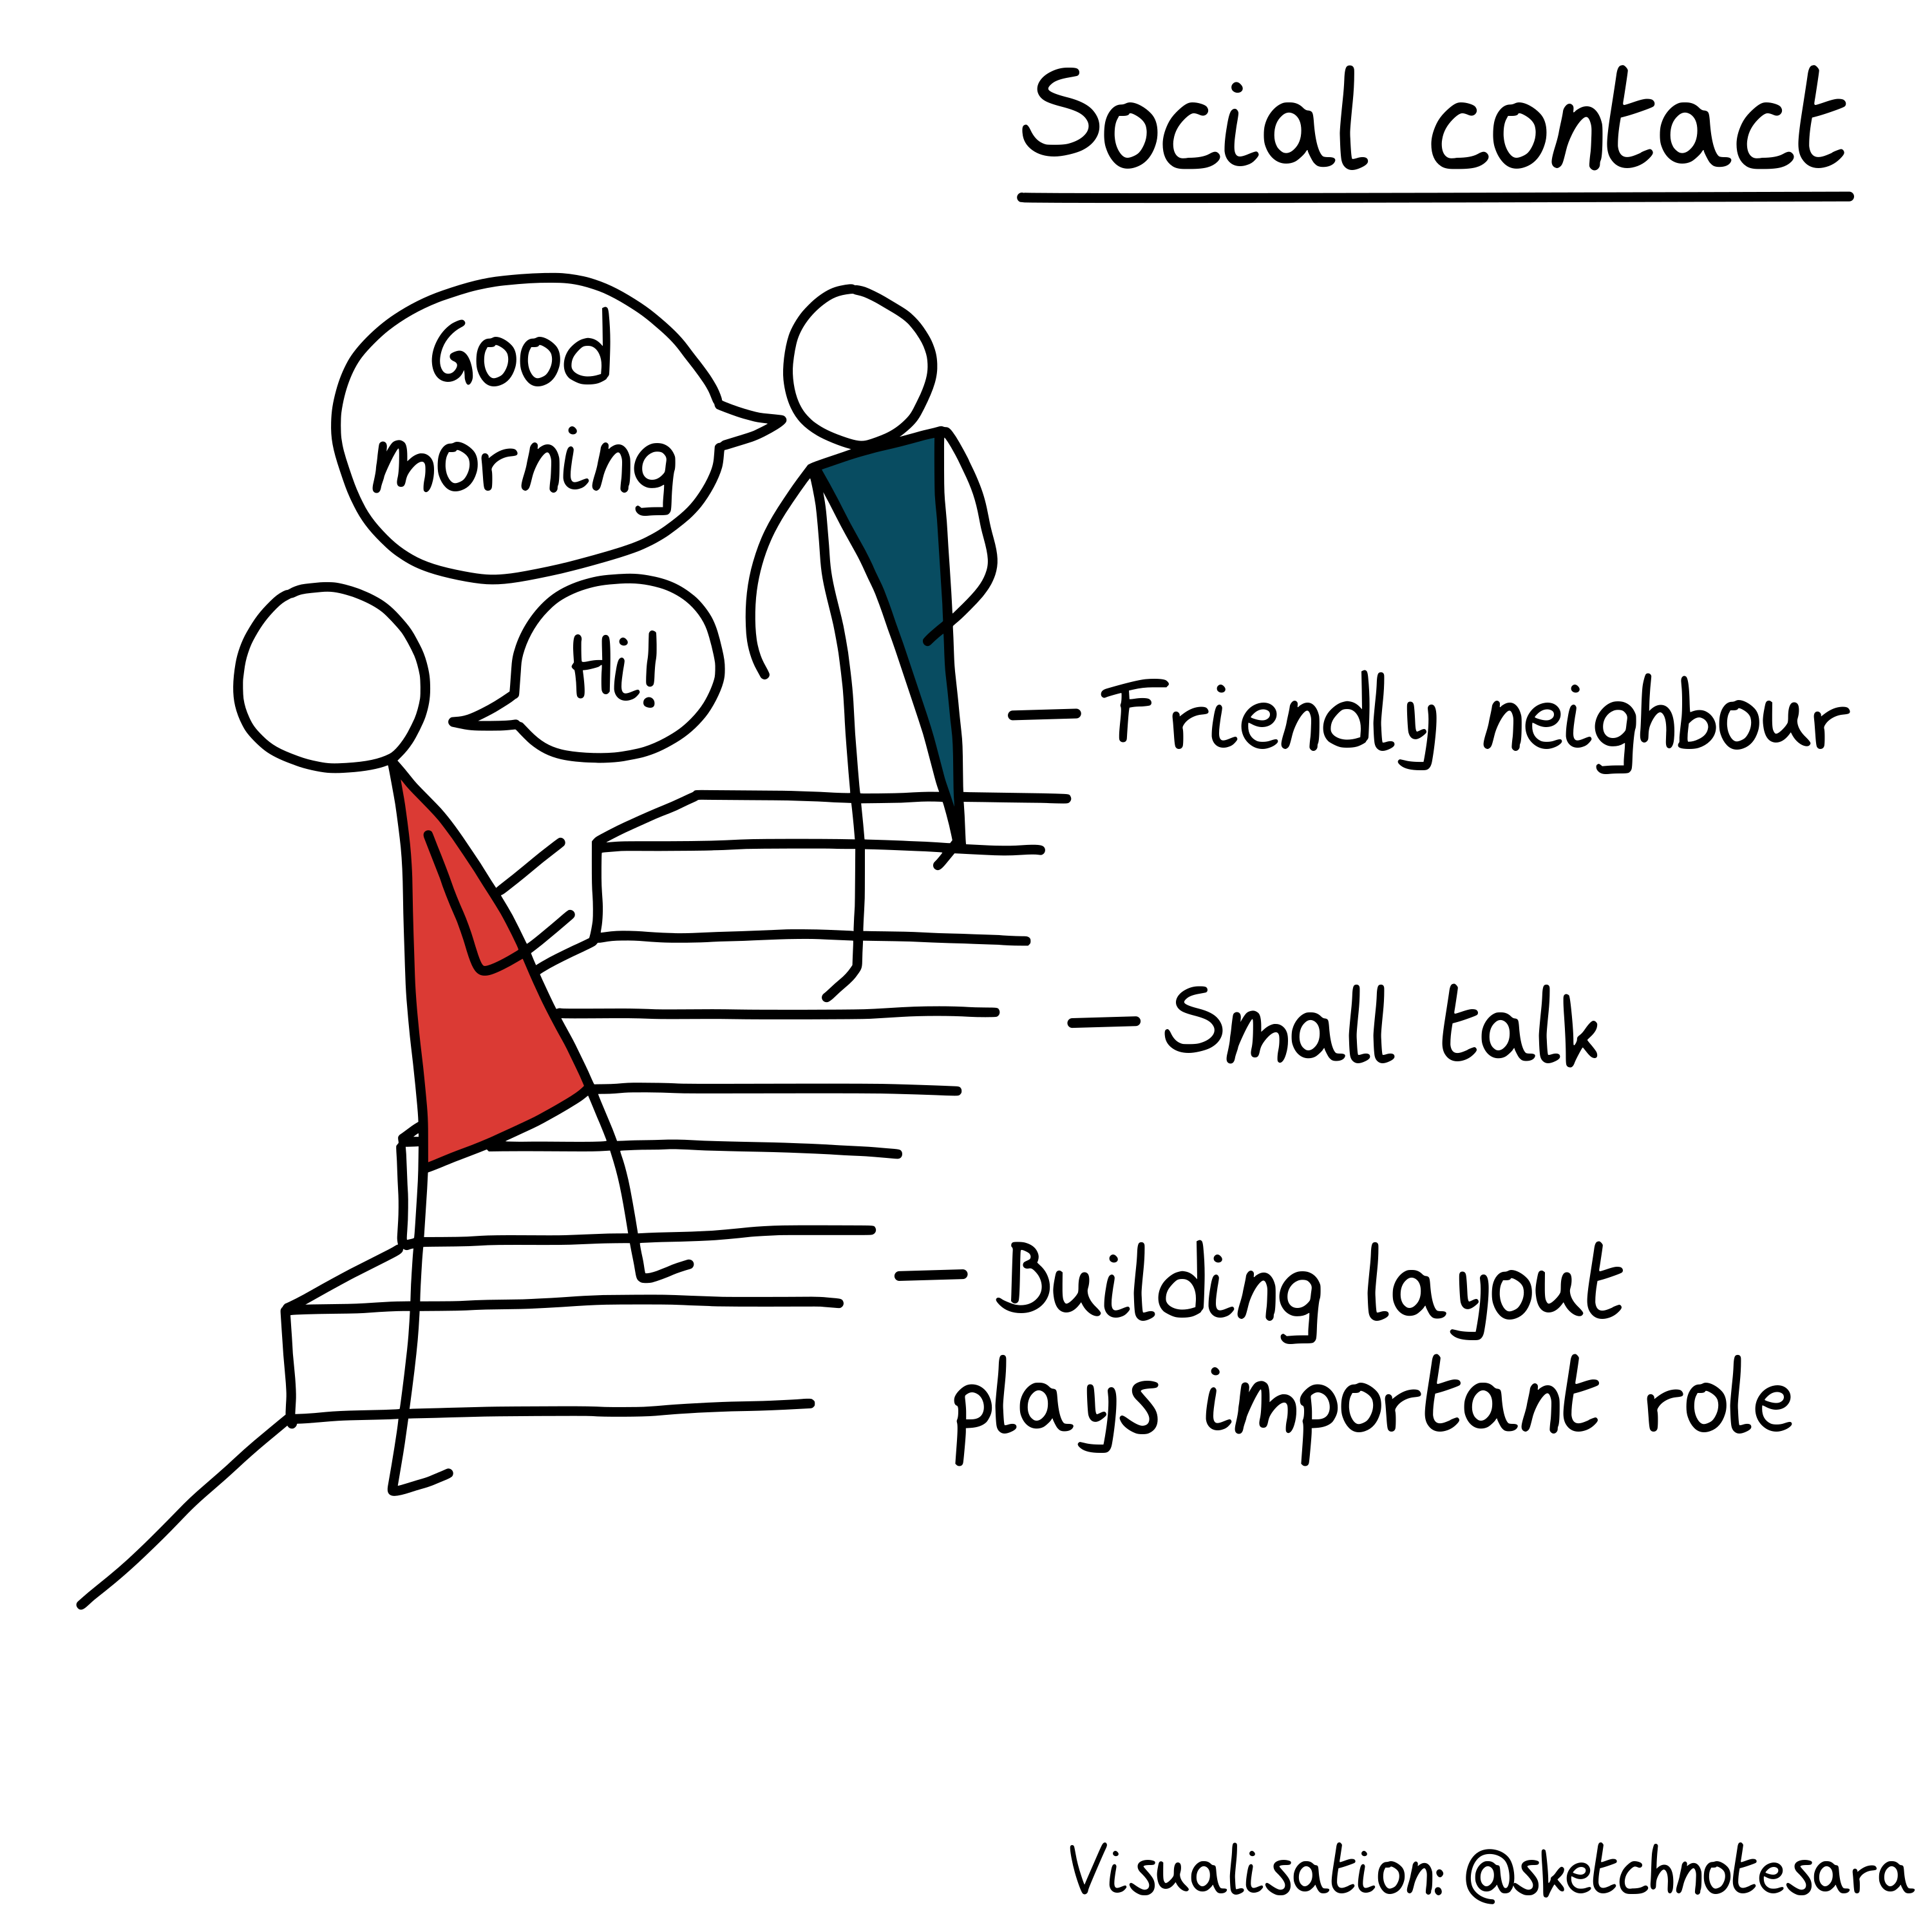 Social contact
Good
morning
Hi!
- Friendly neighbour
- Small talk
- Building layout
plays important role
Visualisation: @sketchnotesara